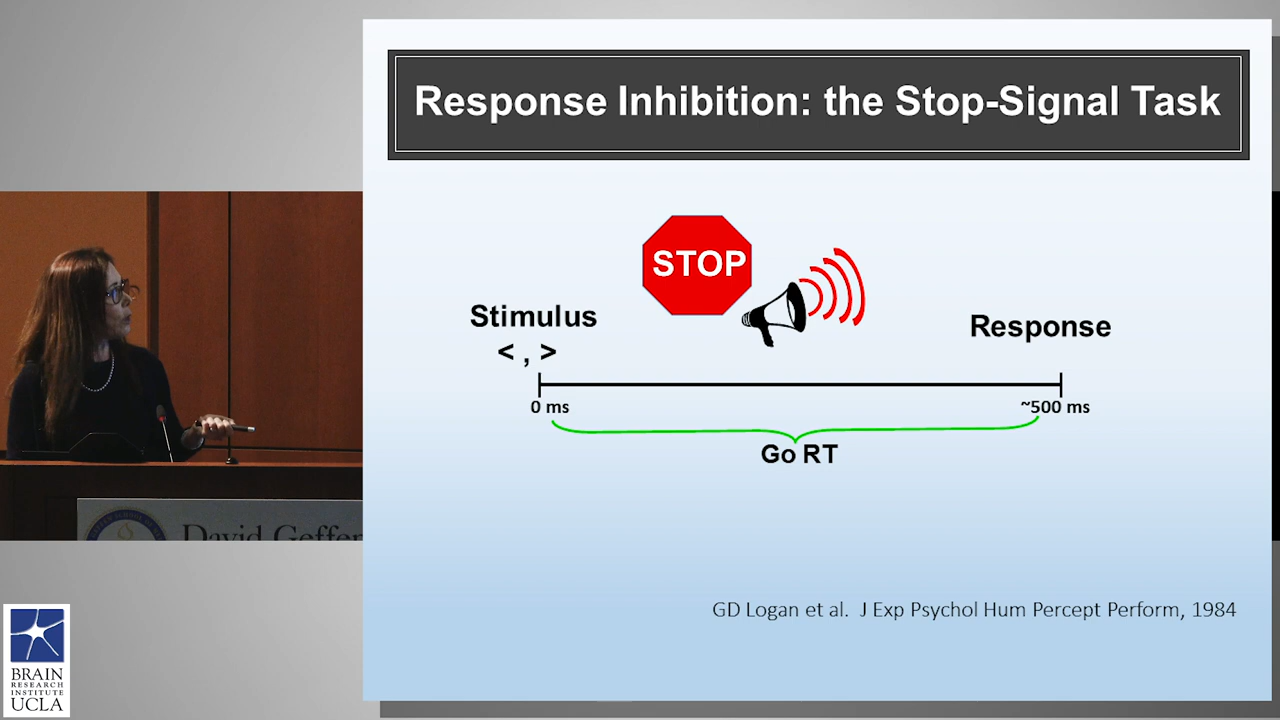 Response Inhibition: the Stop-Signal Task
STOP
Stimulus
< , >
Response
0 ms
~500 ms
Go RT
GD Logan et al. J Exp Psychol Hum Percept Perform, 1984
David Geffen
BRAIN
RESEARCH
INSTITUTE
UCLA